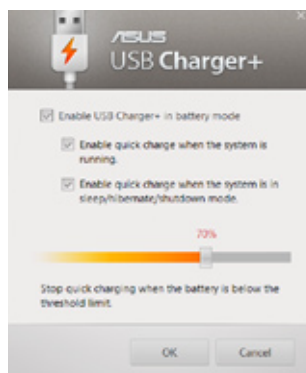 ASUS
USB Charger+
Enable USB Charger+ in battery mode
Enable quick charge when the system is
running.
Enable quick charge when the system is in
sleep/hibernate/shutdown mode.
70%
Stop quick charging when the battery is below the
threshold limit.
OK
Cancel